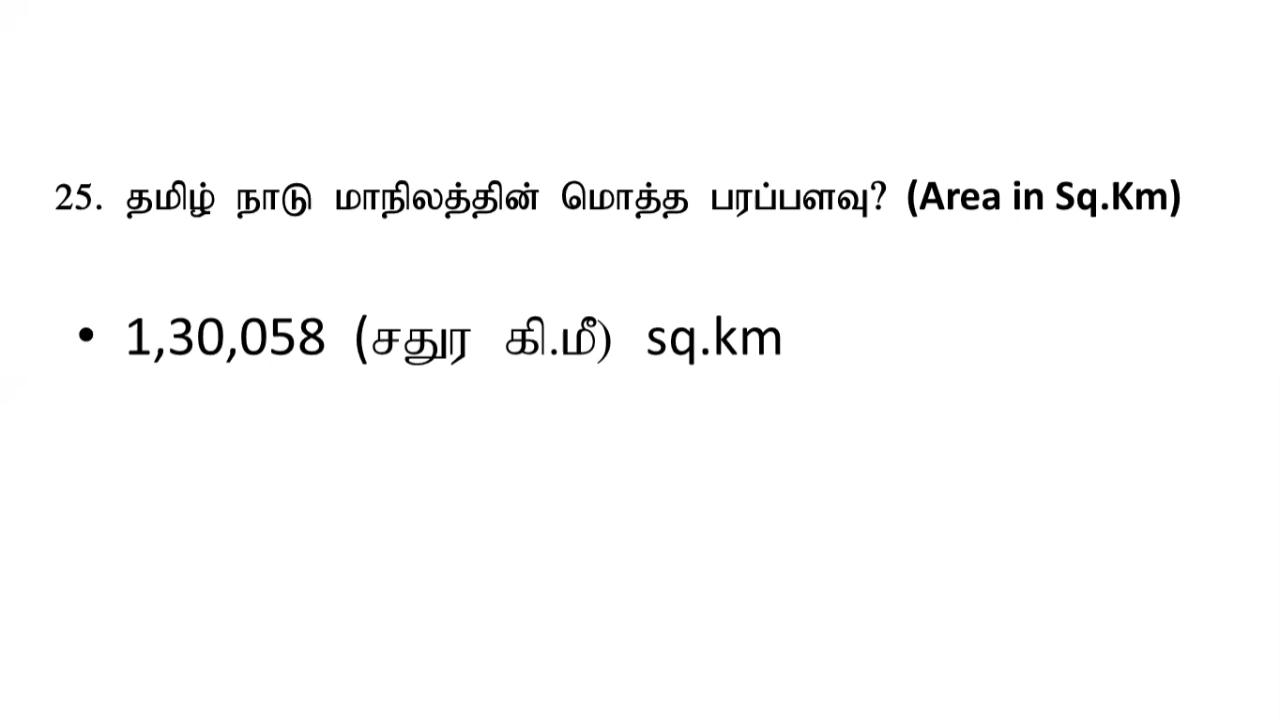 25. தமிழ் நாடு மாநிலத்தின் மொத்த பரப்பளவு? (Area in Sq.Km)
• 1,30,058 (சதுர கி.மீ) sq.km